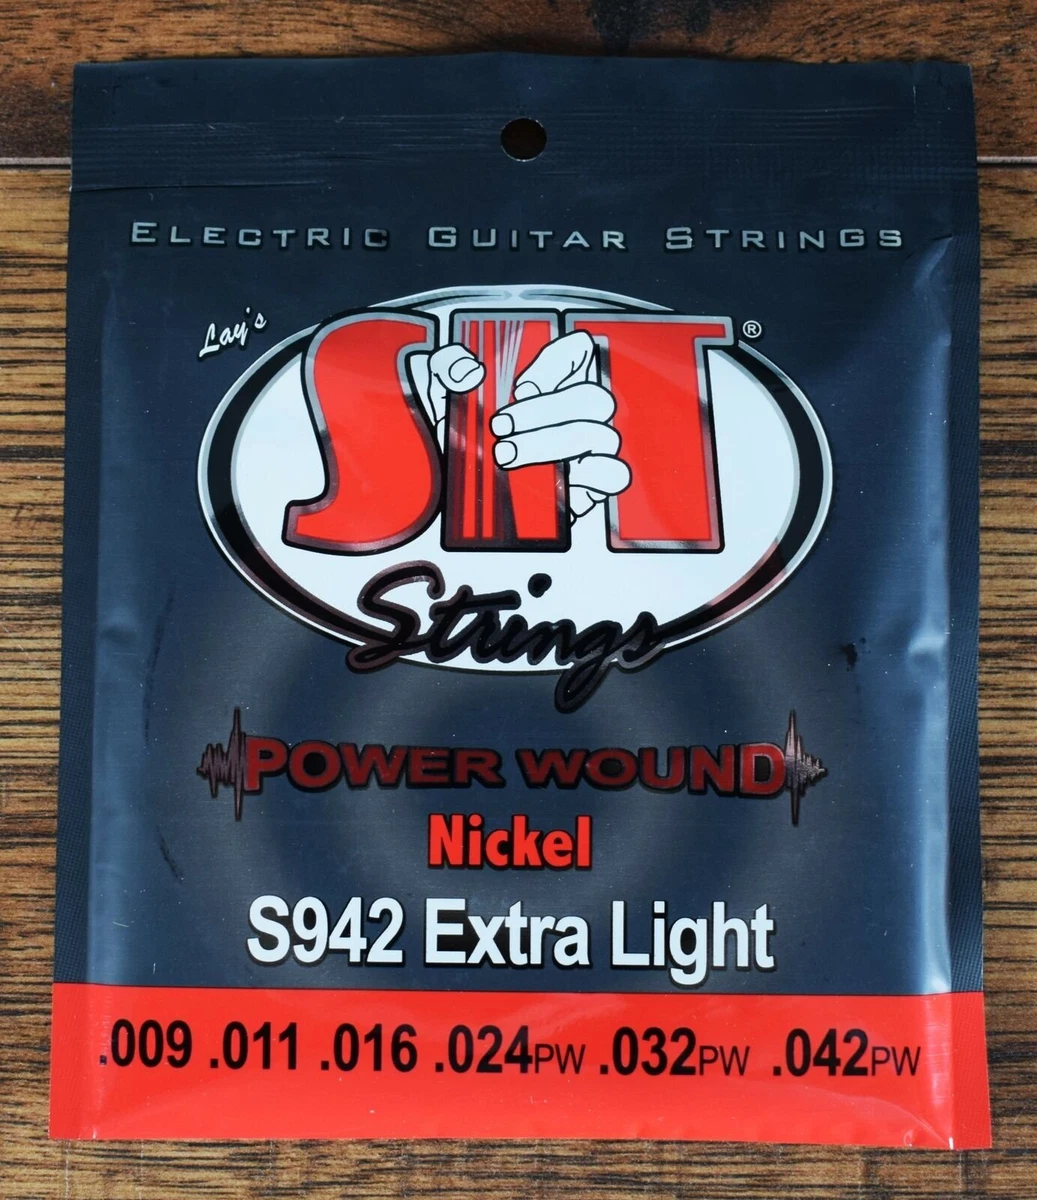 ELECTRIC GUITAR STRINGS
Lay's
SIT®
Strings
POWER WOUND
Nickel
S942 Extra Light
.009 .011 .016 .024PW .032PW .042PW